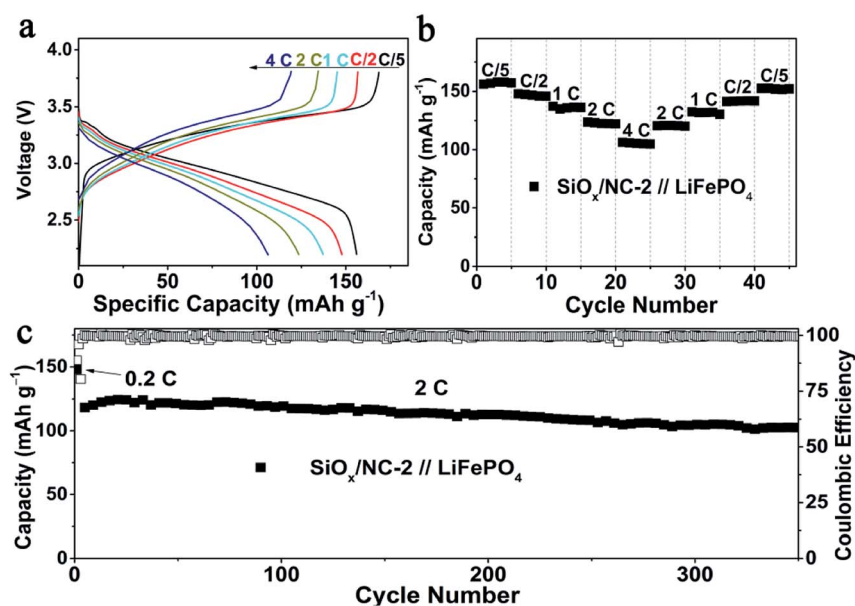 a
4 C 2 C 1 C C/2 C/5
4.0
3.5
3.0
2.5
Voltage (V)
0 50 100 150
Specific Capacity (mAh g⁻¹)
b
C/5 C/2 1 C 2 C 4 C 2 C 1 C C/2 C/5
150
100
50
0
Capacity (mAh g⁻¹)
SiOₓ/NC-2 // LiFePO₄
0 10 20 30 40
Cycle Number
c
150
100
50
0
Capacity (mAh g⁻¹)
0.2 C
2 C
SiOₓ/NC-2 // LiFePO₄
100
75
50
25
0
Coulombic Efficiency
0 100 200 300
Cycle Number